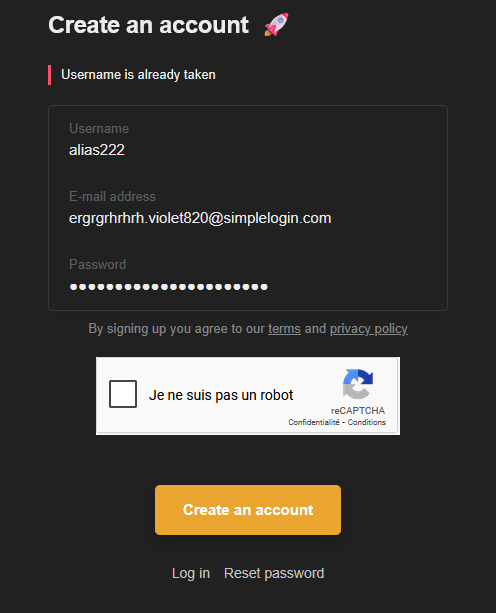 Create an account 🚀
Username is already taken
Username
alias222
E-mail address
ergrgrhrhrh.violet820@simplelogin.com
Password
●●●●●●●●●●●●●●●●●●●●●●
By signing up you agree to our terms and privacy policy
Je ne suis pas un robot
reCAPTCHA
Confidentialité - Conditions
Create an account
Log in Reset password